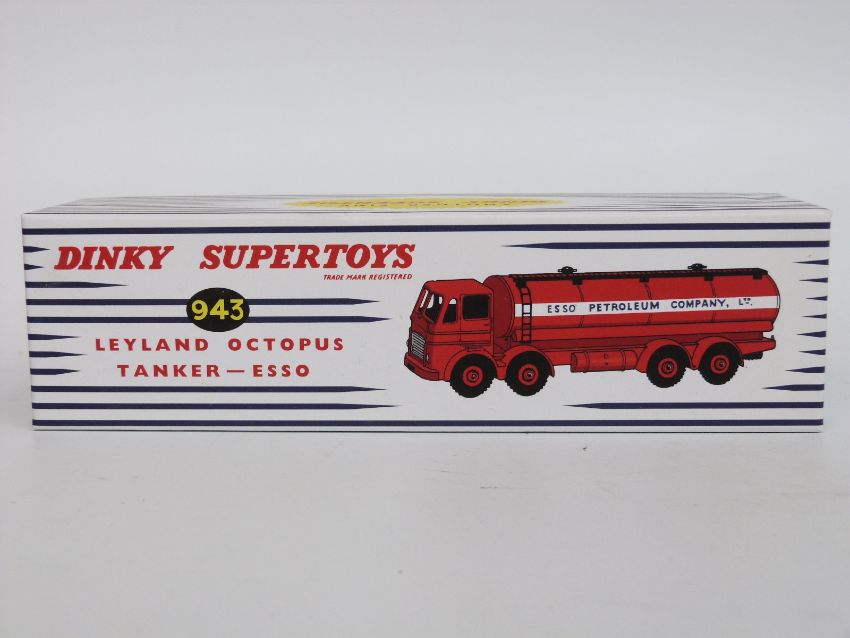 DINKY SUPERTOYS
TRADE MARK REGISTERED
943
LEYLAND OCTOPUS
TANKER — ESSO
ESSO PETROLEUM COMPANY, LTD.